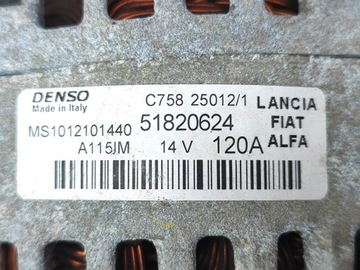 DENSO
Made in Italy
C758 25012/1
LANCIA
FIAT
ALFA
MS1012101440
51820624
A115JM
14 V
120A